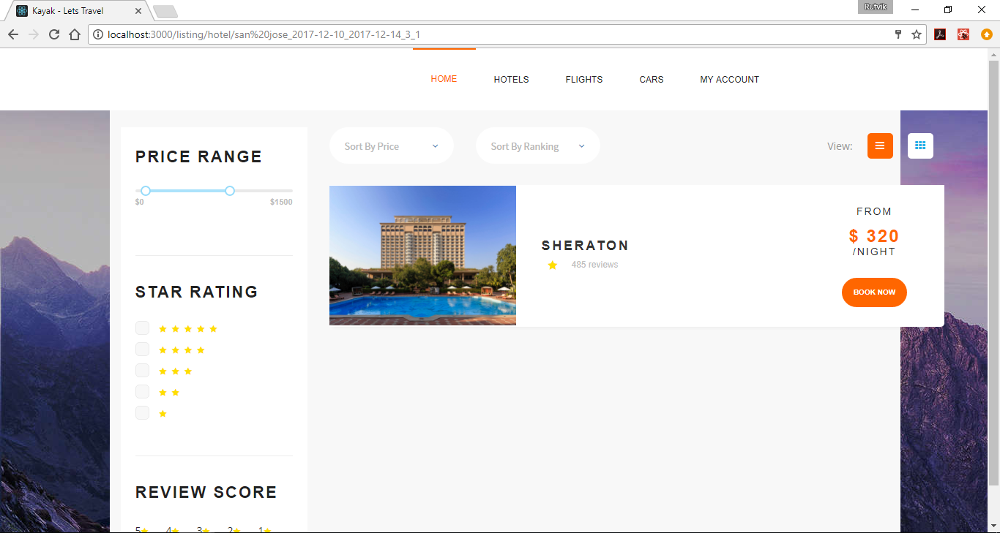 Kayak - Lets Travel
Rutvik
localhost:3000/listing/hotel/san%20jose_2017-12-10_2017-12-14_3_1
HOME HOTELS FLIGHTS CARS MY ACCOUNT
PRICE RANGE
$0 $1500
STAR RATING
REVIEW SCORE
5 4 3 2 1
Sort By Price Sort By Ranking View:
SHERATON
485 reviews
FROM
$ 320
/NIGHT
BOOK NOW